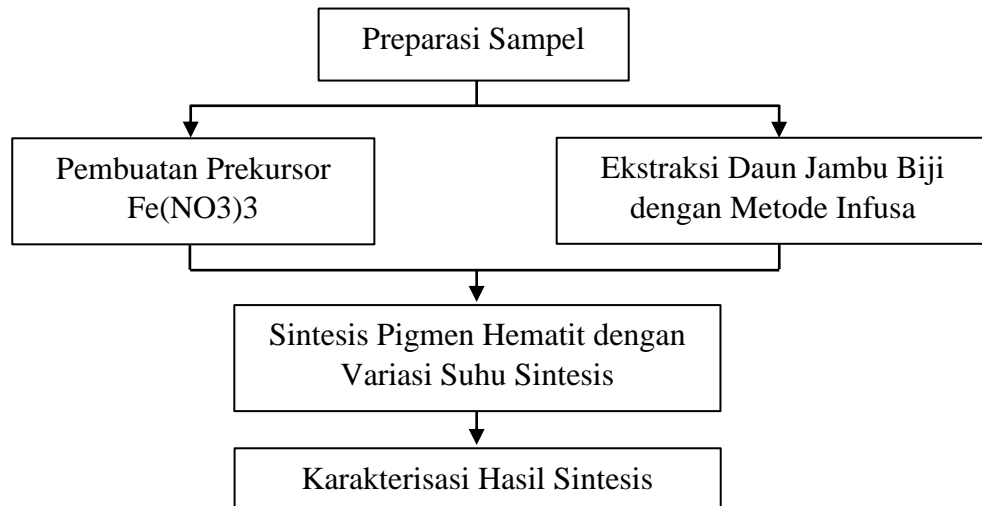 Preparasi Sampel
Pembuatan Prekursor
Fe(NO3)3
Ekstraksi Daun Jambu Biji
dengan Metode Infusa
Sintesis Pigmen Hematit dengan
Variasi Suhu Sintesis
Karakterisasi Hasil Sintesis